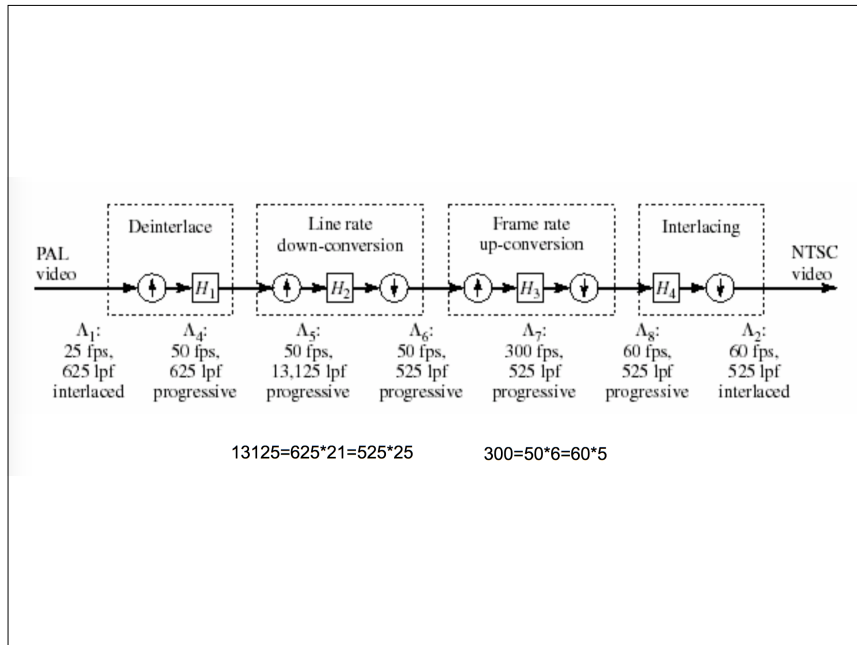 Deinterlace
Line rate
down-conversion
Frame rate
up-conversion
Interlacing
PAL
video
H1
H2
H3
H4
NTSC
video
Λ1:
25 fps,
625 lpf
interlaced
Λ4:
50 fps,
625 lpf
progressive
Λ5:
50 fps,
13,125 lpf
progressive
Λ6:
50 fps,
525 lpf
progressive
Λ7:
300 fps,
525 lpf
progressive
Λ8:
60 fps,
525 lpf
progressive
Λ2:
60 fps,
525 lpf
interlaced
13125=625*21=525*25
300=50*6=60*5